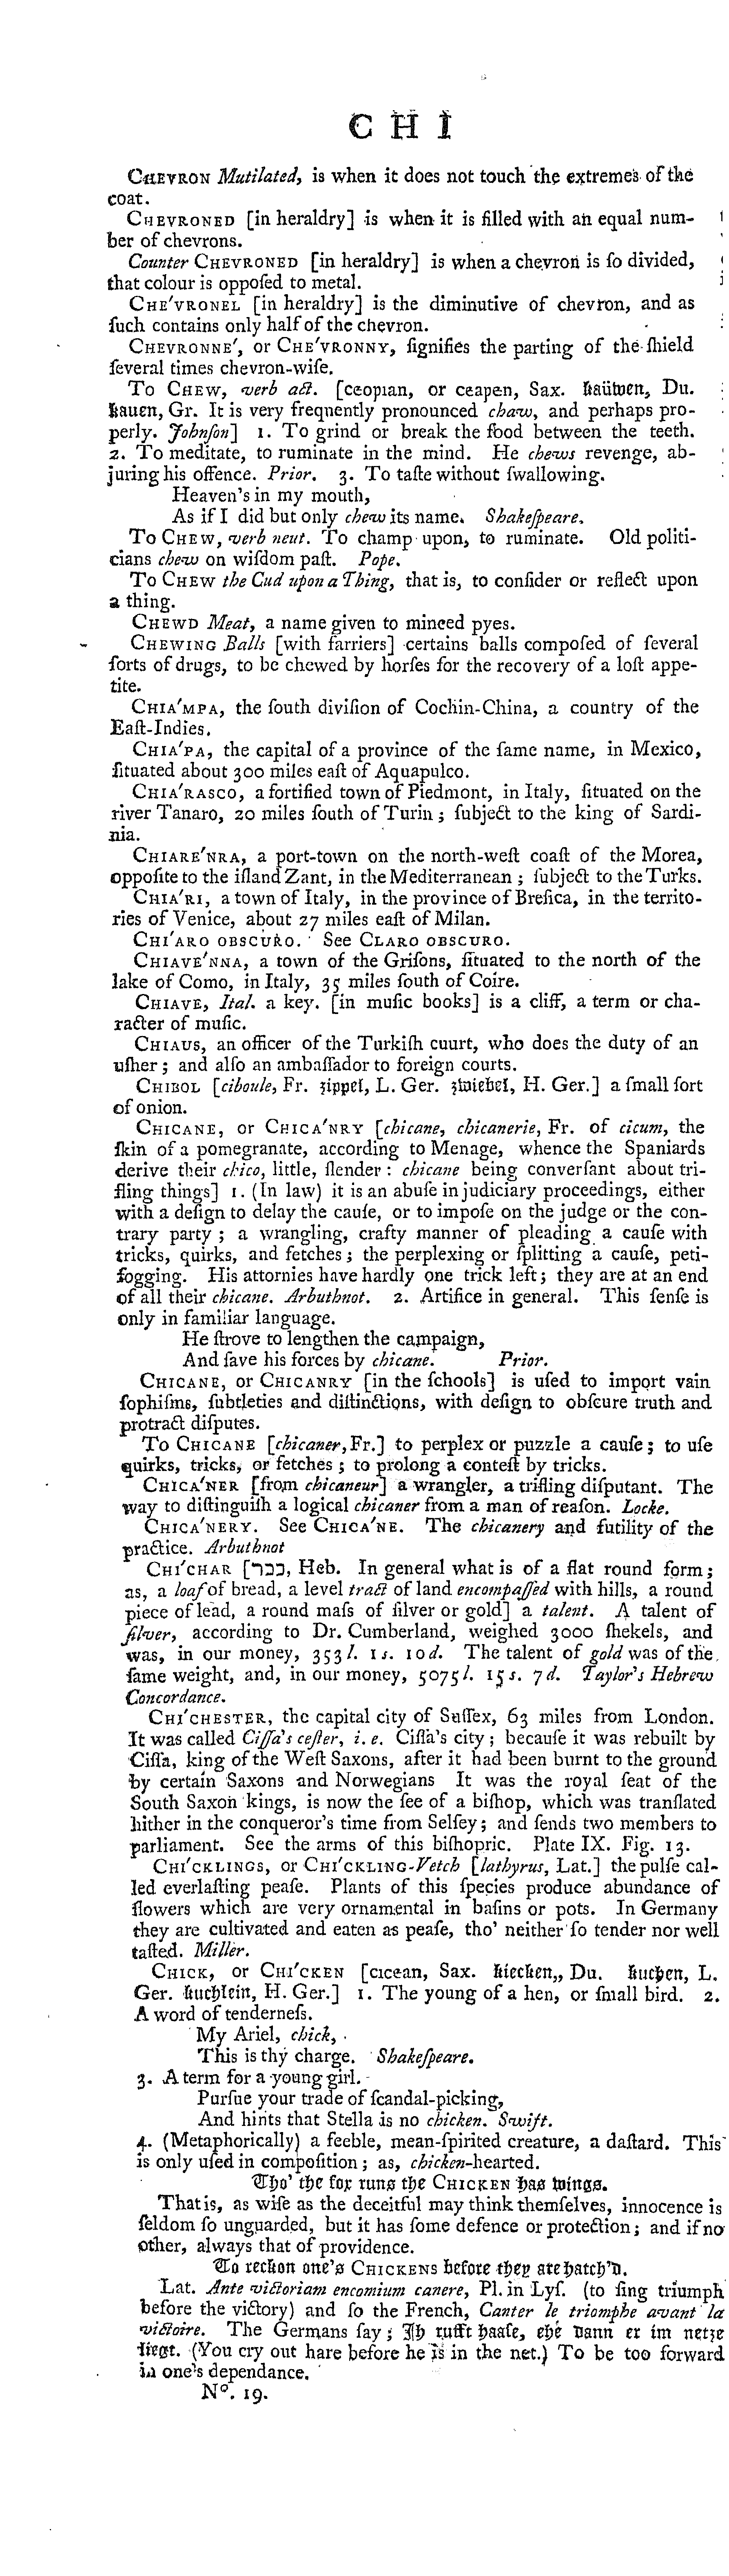 C H I
CHEVRON Mutilated, is when it does not touch the extremes of the
coat.
CHEVRONED [in heraldry] is when it is filled with an equal num-
ber of chevrons.
Counter CHEVRONED [in heraldry] is when a chevron is ſo divided,
that colour is oppoſed to metal.
CHE'VRONEL [in heraldry] is the diminutive of chevron, and as
ſuch contains only half of the chevron.
CHEVRONNE', or CHE'VRONNY, ſignifies the parting of the ſhield
ſeveral times chevron-wiſe.
To CHEW, verb act. [ceopian, or ceapen, Sax. kaüwen, Du.
kauen, Gr. It is very freqnently pronounced chaw, and perhaps pro-
perly. Johnſon] 1. To grind or break the food between the teeth.
2. To meditate, to ruminate in the mind. He chews revenge, ab-
juring his offence. Prior. 3. To taſte without ſwallowing.
Heaven's in my mouth,
As if I did but only chew its name. Shakeſpeare.
To CHEW, verb neut. To champ upon, to ruminate. Old politi-
cians chew on wiſdom paſt. Pope.
To CHEW the Cud upon a Thing, that is, to conſider or reflect upon
a thing.
CHEWD Meat, a name given to minced pyes.
CHEWING Balls [with farriers] certains balls compoſed of ſeveral
ſorts of drugs, to be chewed by horſes for the recovery of a loſt appe-
tite.
CHIA'MPA, the ſouth diviſion of Cochin-China, a country of the
Eaſt-Indies.
CHIA'PA, the capital of a province of the ſame name, in Mexico,
ſituated about 300 miles eaſt of Aquapulco.
CHIA'RASCO, a fortified town of Piedmont, in Italy, ſituated on the
river Tanaro, 20 miles ſouth of Turin; ſubject to the king of Sardi-
nia.
CHIARE'NRA, a port-town on the north-weſt coaſt of the Morea,
oppoſite to the iſland Zant, in the Mediterranean; ſubject to the Turks.
CHIA'RI, a town of Italy, in the province of Breſica, in the territo-
ries of Venice, about 27 miles eaſt of Milan.
CHI'ARO OBSCURO. See CLARO OBSCURO.
CHIAVE'NNA, a town of the Griſons, ſituated to the north of the
lake of Como, in Italy, 35 miles ſouth of Coire.
CHIAVE, Ital. a key. [in muſic books] is a cliff, a term or cha-
racter of muſic.
CHIAUS, an officer of the Turkiſh cuurt, who does the duty of an
uſher; and alſo an ambaſſador to foreign courts.
CHIBOL [ciboule, Fr. zippel, L. Ger. zwiebel, H. Ger.] a ſmall ſort
of onion.
CHICANE, or CHICA'NRY [chicane, chicanerie, Fr. of cicum, the
ſkin of a pomegranate, according to Menage, whence the Spaniards
derive their chico, little, ſlender: chicane being converſant about tri-
fling things] 1. (In law) it is an abuſe in judiciary proceedings, either
with a deſign to delay the cauſe, or to impoſe on the judge or the con-
trary party; a wrangling, crafty manner of pleading a cauſe with
tricks, quirks, and fetches; the perplexing or ſplitting a cauſe, peti-
fogging. His attornies have hardly one trick left; they are at an end
of all their chicane. Arbuthnot. 2. Artifice in general. This ſenſe is
only in familiar language.
He ſtrove to lengthen the campaign,
And ſave his forces by chicane. Prior.
CHICANE, or CHICANRY [in the ſchools] is uſed to import vain
ſophiſms, ſubtleties and diſtinctions, with deſign to obſcure truth and
protract diſputes.
To CHICANE [chicaner, Fr.] to perplex or puzzle a cauſe; to uſe
quirks, tricks, or fetches; to prolong a conteſt by tricks.
CHICA'NER [from chicaneur] a wrangler, a trifling diſputant. The
way to diſtinguiſh a logical chicaner from a man of reaſon. Locke.
CHICA'NERY. See CHICA'NE. The chicanery and futility of the
practice. Arbuthnot
CHI'CHAR [ככר, Heb. In general what is of a flat round form;
as, a loaf of bread, a level tract of land encompaſſed with hills, a round
piece of lead, a round maſs of ſilver or gold] a talent. A talent of
ſilver, according to Dr. Cumberland, weighed 3000 ſhekels, and
was, in our money, 353 l. 1 s. 10 d. The talent of gold was of the
ſame weight, and, in our money, 5075 l. 15 s. 7 d. Taylor's Hebrew
Concordance.
CHI'CHESTER, the capital city of Suſſex, 63 miles from London.
It was called Ciſſa's ceſter, i. e. Ciſſa's city; becauſe it was rebuilt by
Ciſſa, king of the Weſt Saxons, after it had been burnt to the ground
by certain Saxons and Norwegians It was the royal ſeat of the
South Saxon kings, is now the ſee of a biſhop, which was tranſlated
hither in the conqueror's time from Selſey; and ſends two members to
parliament. See the arms of this biſhopric. Plate IX. Fig. 13.
CHI'CKLINGS, or CHI'CKLING-Vetch [lathyrus, Lat.] the pulſe cal-
led everlaſting peaſe. Plants of this ſpecies produce abundance of
flowers which are very ornamental in baſins or pots. In Germany
they are cultivated and eaten as peaſe, tho' neither ſo tender nor well
taſted. Miller.
CHICK, or CHI'CKEN [cicean, Sax. kiecken,, Du. kuchen, L.
Ger. kuchlein, H. Ger.] 1. The young of a hen, or ſmall bird. 2.
A word of tenderneſs.
My Ariel, chick,
This is thy charge. Shakeſpeare.
3. A term for a young girl.
Purſue your trade of ſcandal-picking,
And hints that Stella is no chicken. Swift.
4. (Metaphorically) a feeble, mean-ſpirited creature, a daſtard. This
is only uſed in compoſition; as, chicken-hearted.
Tho' the fox runs the CHICKEN has wings.
That is, as wiſe as the deceitful may think themſelves, innocence is
ſeldom ſo unguarded, but it has ſome defence or protection; and if no
other, always that of providence.
To reckon one's CHICKENS before they are hatch'd.
Lat. Ante victoriam encomium canere, Pl. in Lyſ. (to ſing triumph
before the victory) and ſo the French, Canter le triomphe avant la
victoire. The Germans ſay; Ih rufft haaſe, ehe dann er im netze
liegt. (You cry out hare before he is in the net.) To be too forward
in one's dependance.
No. 19.